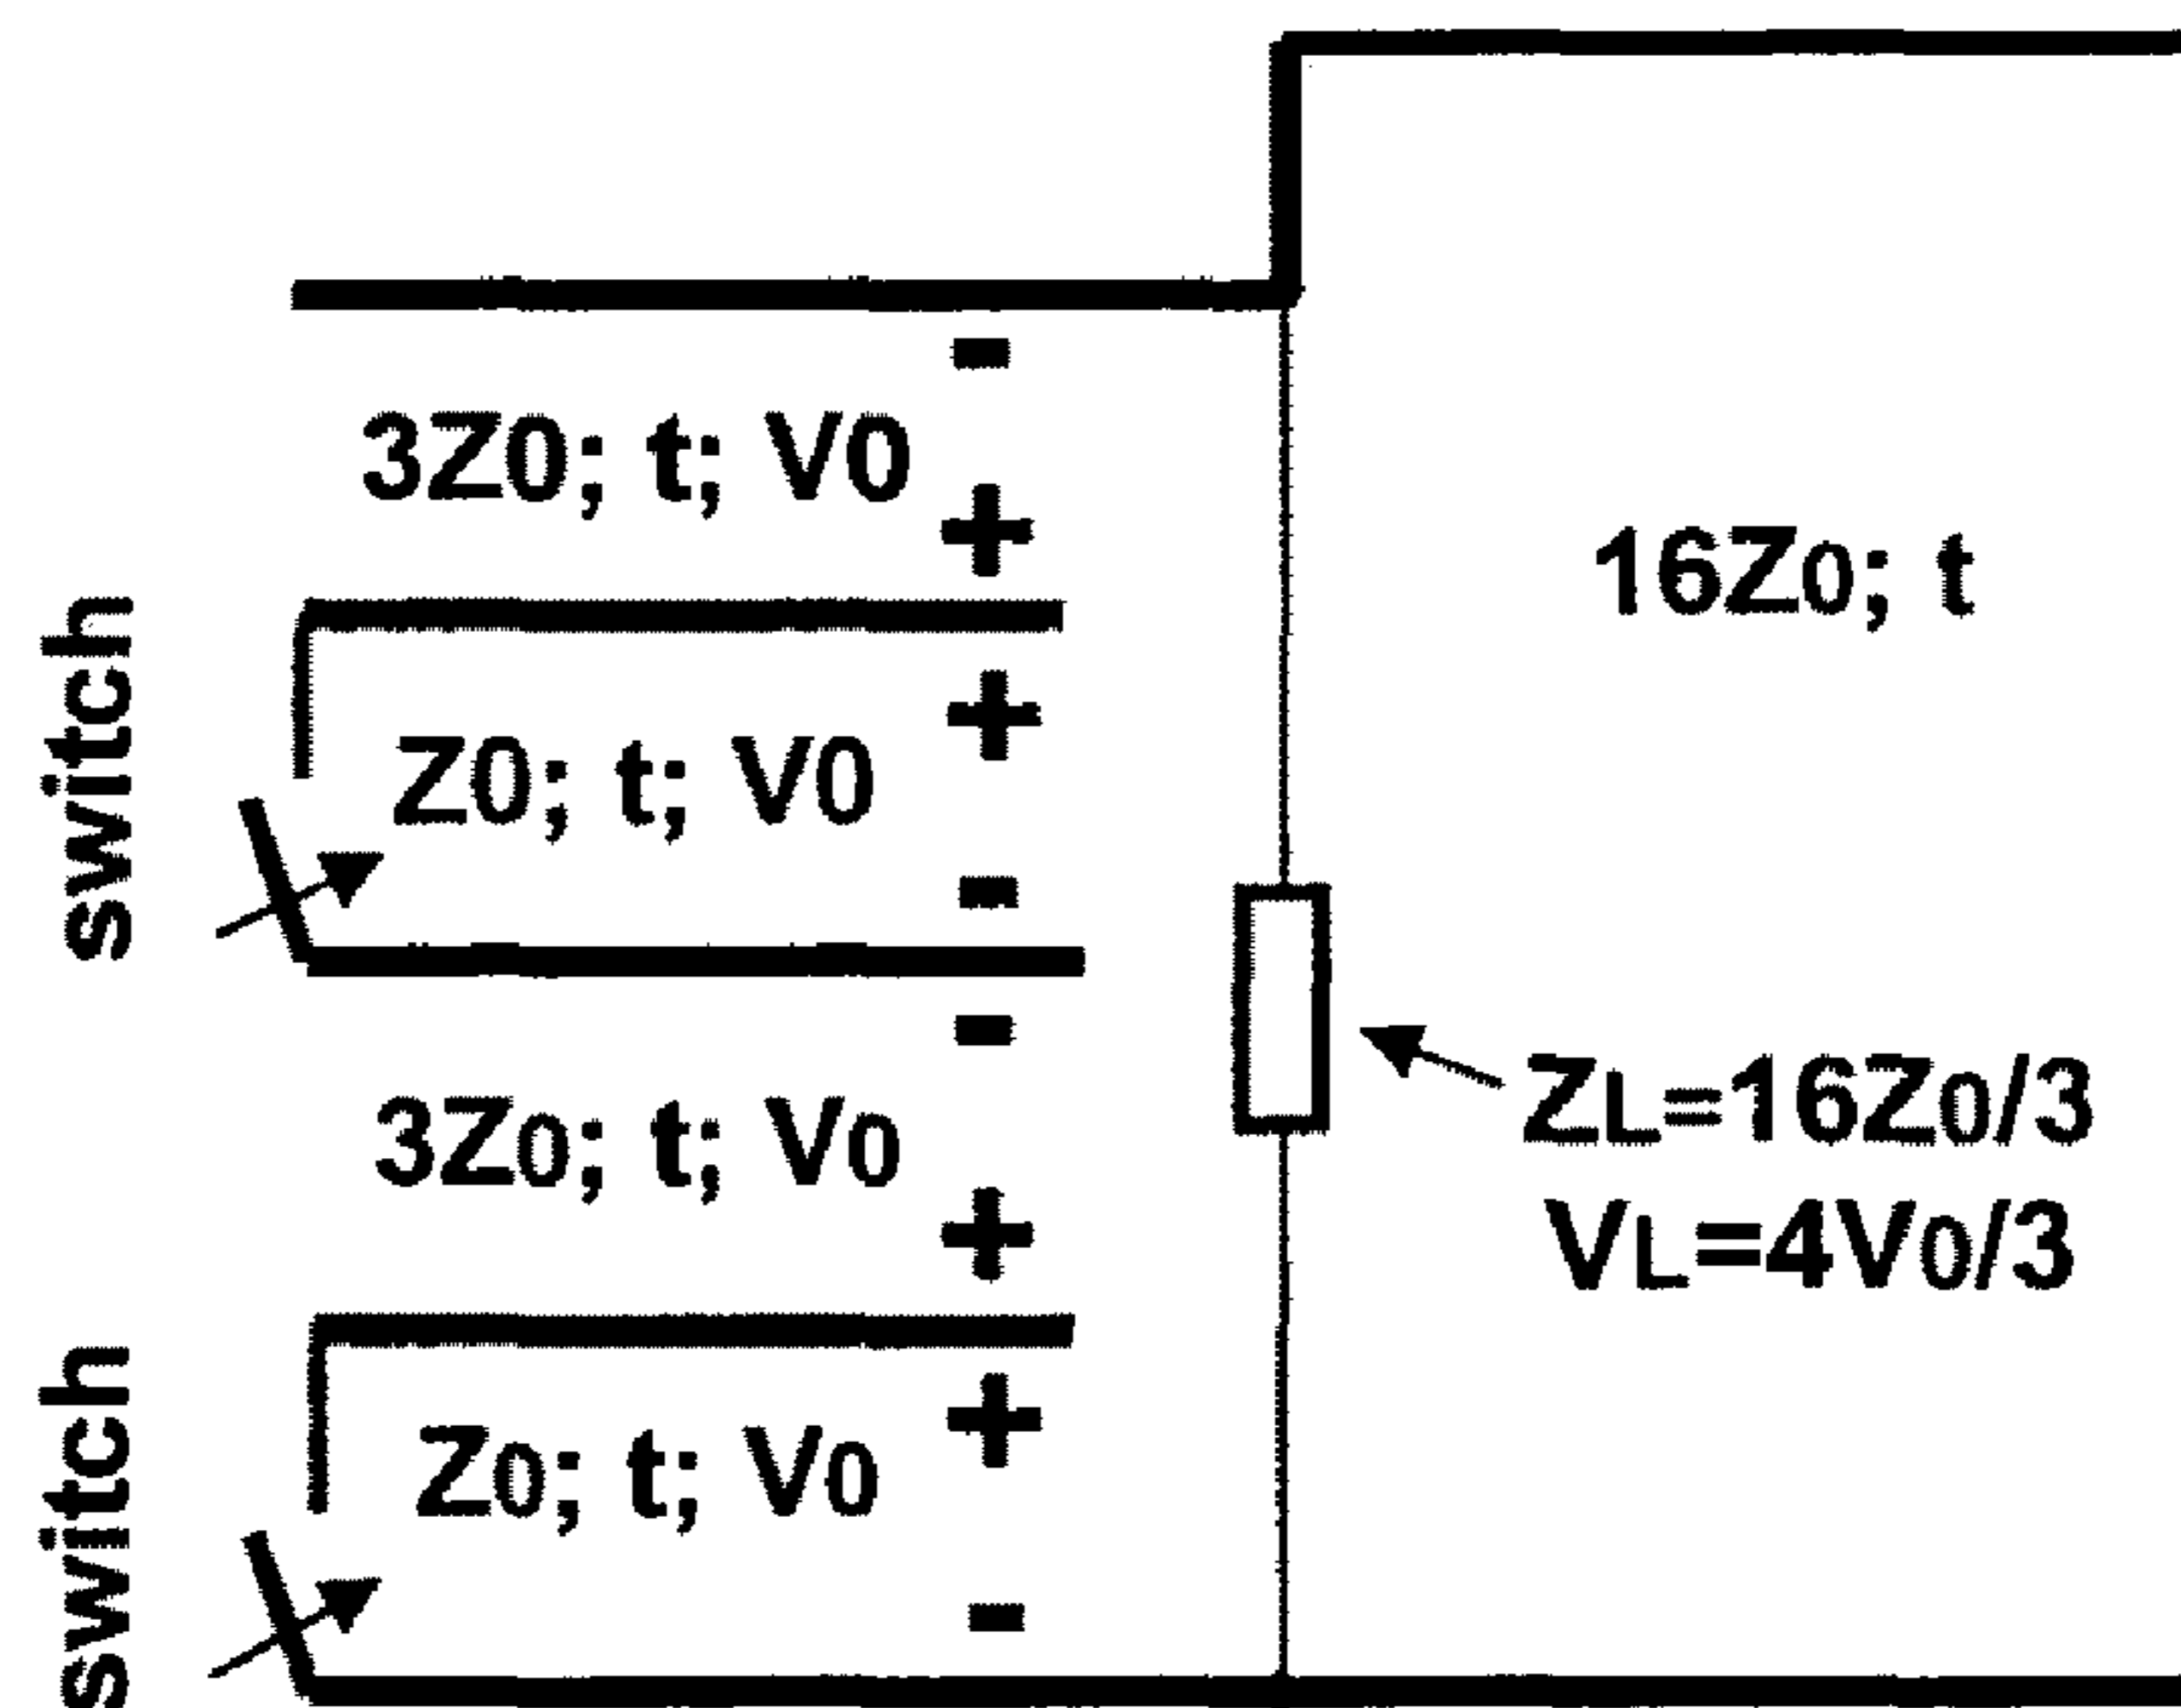 3Z0; t; V0
-
+
switch
Z0; t; V0
+
-
16Z0; t
3Z0; t; V0
-
+
ZL=16Z0/3
VL=4V0/3
switch
Z0; t; V0
+
-